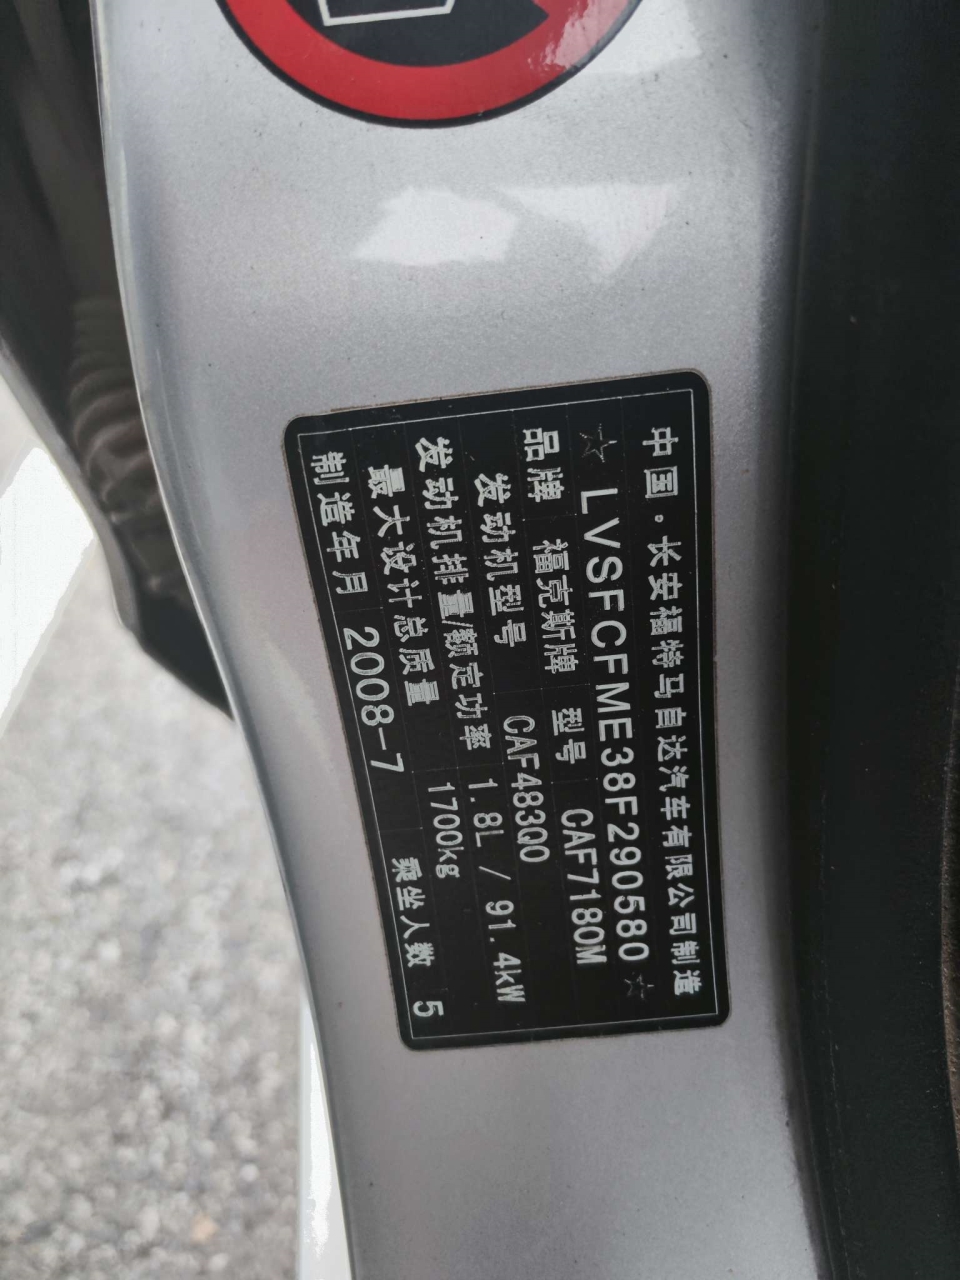 中国·长安福特马自达汽车有限公司制造
☆ LVSFCFME38F290580 ☆
品牌 福克斯牌 型号 CAF7180M
发动机型号 CAF483Q0
发动机排量/额定功率 1.8L / 91.4kW
最大设计总质量 1700kg
制造年月 2008-7 乘坐人数 5